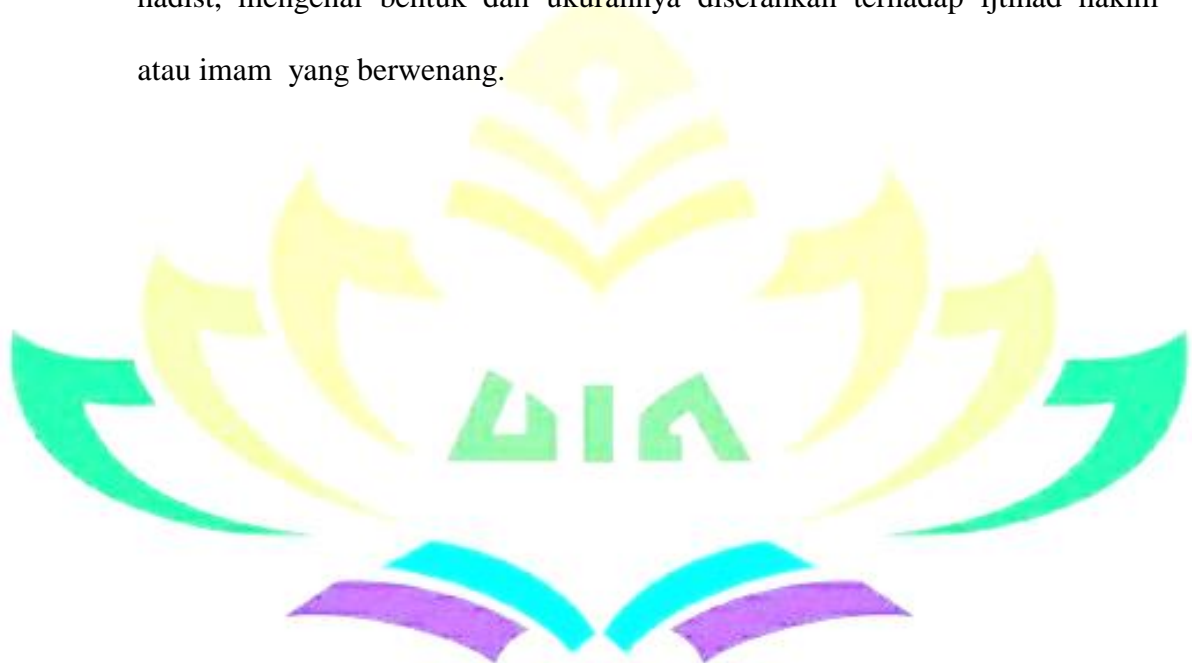 hadist, mengenai bentuk dan ukurannya diserahkan terhadap ijtihad hakim
atau imam yang berwenang.
UIN